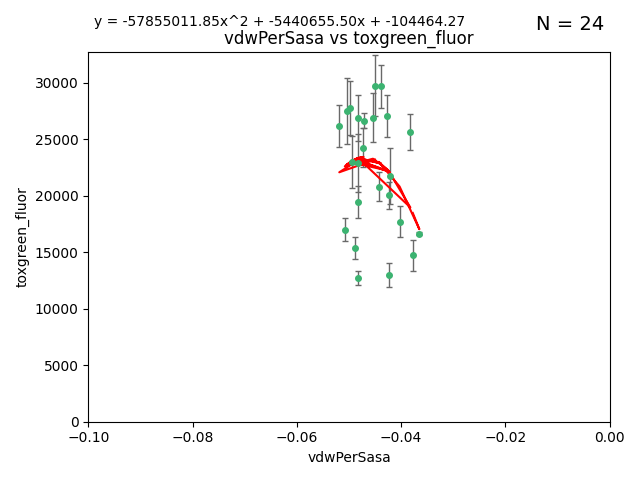 y = -57855011.85x^2 + -5440655.50x + -104464.27
N = 24
vdwPerSasa vs toxgreen_fluor
30000
25000
20000
15000
10000
5000
0
toxgreen_fluor
−0.10
−0.08
−0.06
−0.04
−0.02
0.00
vdwPerSasa